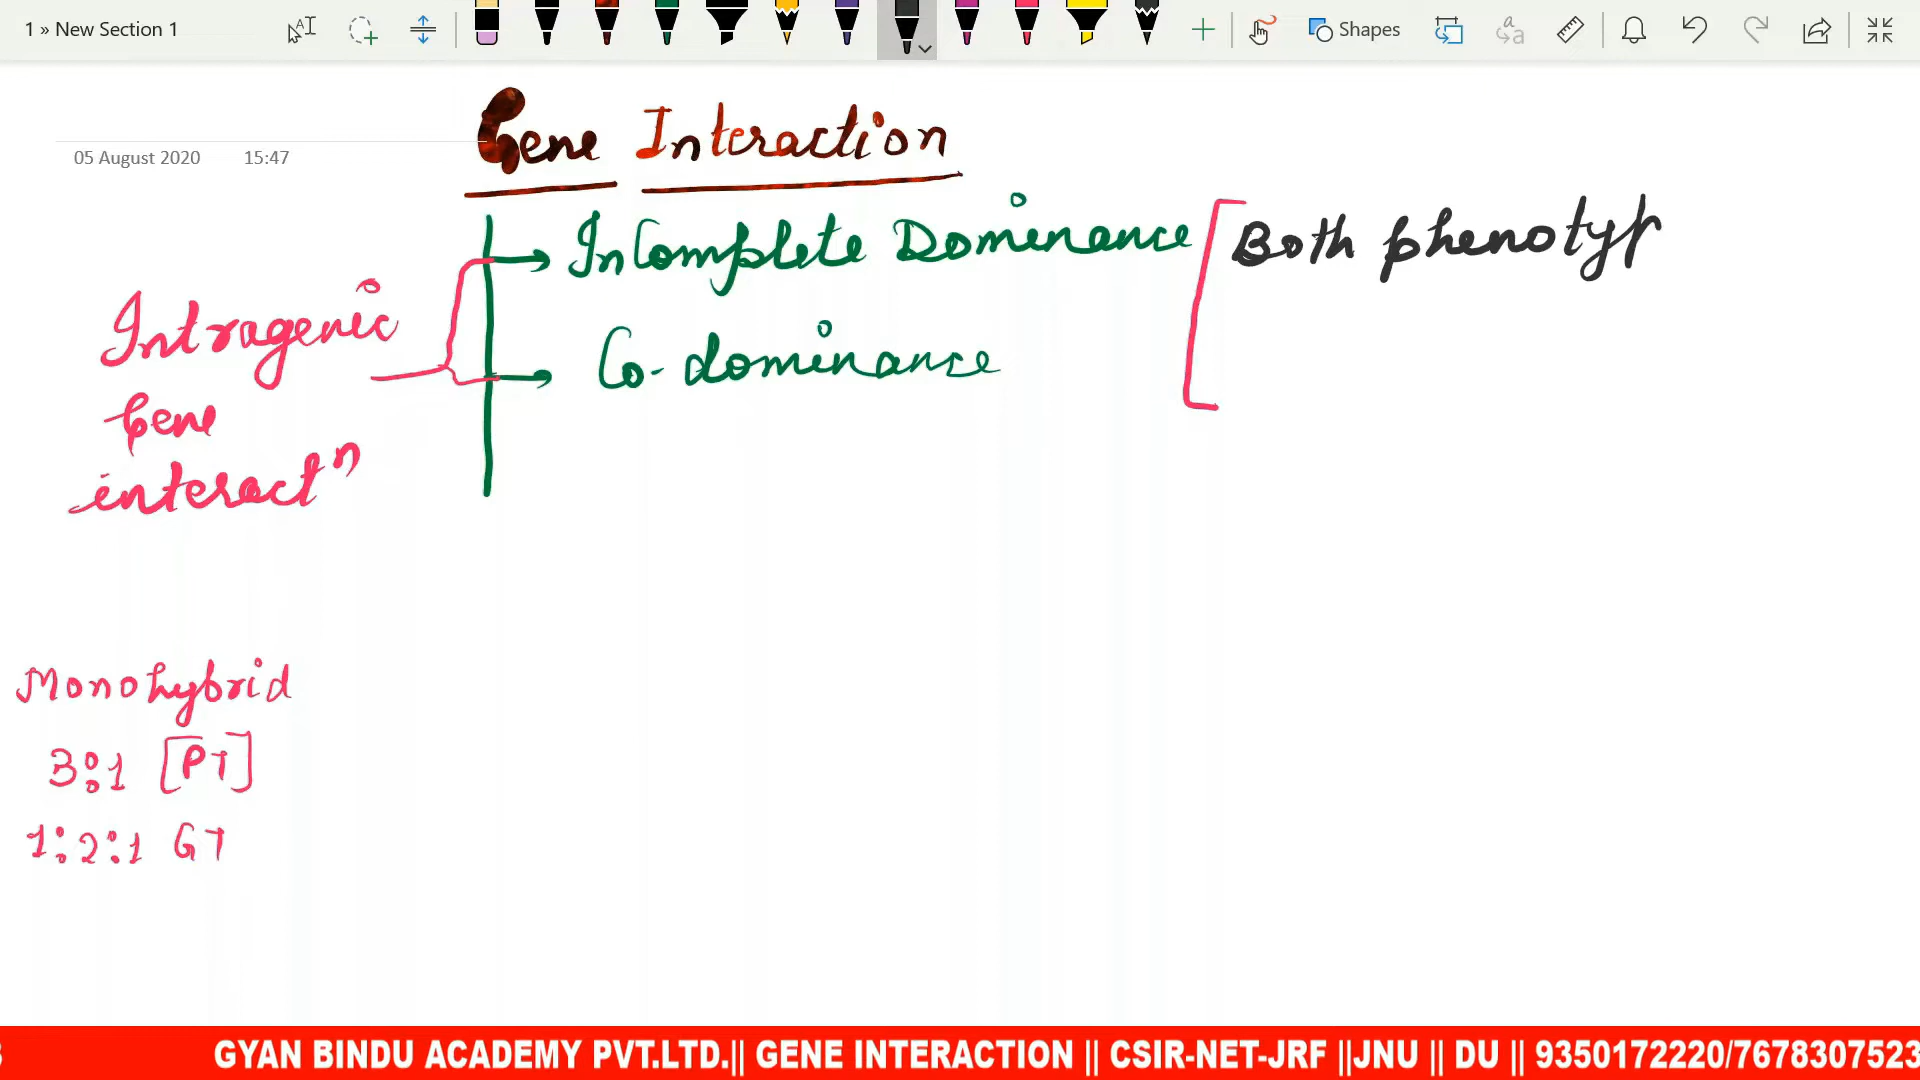 1 » New Section 1
Shapes
Gene Interaction
05 August 2020 15:47
InComplete Dominance
Both phenotyp
Intragenic
Gene
interactⁿ
Co-dominance
Monohybrid
3:1 [PT]
1:2:1 GT
GYAN BINDU ACADEMY PVT.LTD.|| GENE INTERACTION || CSIR-NET-JRF ||JNU || DU || 9350172220/7678307523